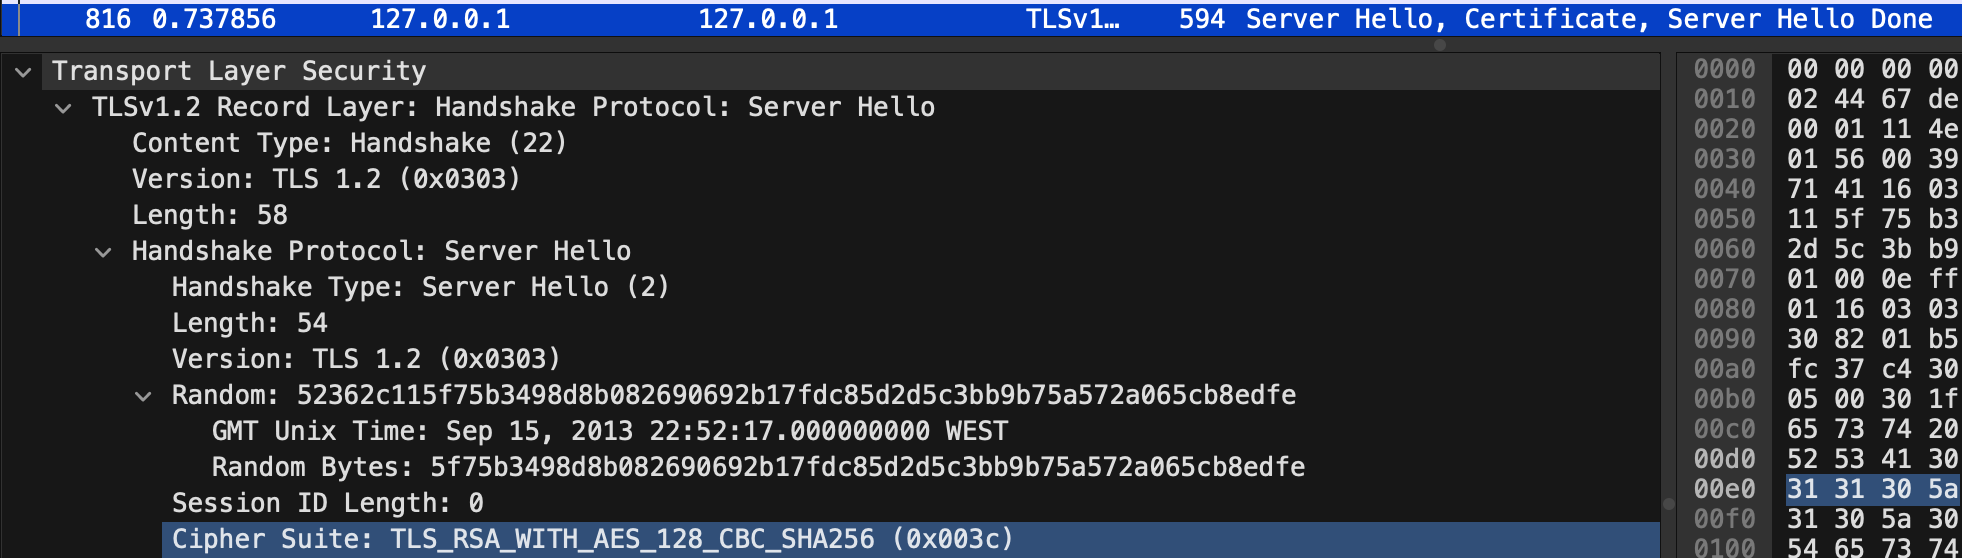 816 0.737856 127.0.0.1 127.0.0.1 TLSv1… 594 Server Hello, Certificate, Server Hello Done
Transport Layer Security
TLSv1.2 Record Layer: Handshake Protocol: Server Hello
Content Type: Handshake (22)
Version: TLS 1.2 (0x0303)
Length: 58
Handshake Protocol: Server Hello
Handshake Type: Server Hello (2)
Length: 54
Version: TLS 1.2 (0x0303)
Random: 52362c115f75b3498d8b082690692b17fdc85d2d5c3bb9b75a572a065cb8edfe
GMT Unix Time: Sep 15, 2013 22:52:17.000000000 WEST
Random Bytes: 5f75b3498d8b082690692b17fdc85d2d5c3bb9b75a572a065cb8edfe
Session ID Length: 0
Cipher Suite: TLS_RSA_WITH_AES_128_CBC_SHA256 (0x003c)
0000 00 00 00 00
0010 02 44 67 de
0020 00 01 11 4e
0030 01 56 00 39
0040 71 41 16 03
0050 11 5f 75 b3
0060 2d 5c 3b b9
0070 01 00 0e ff
0080 01 16 03 03
0090 30 82 01 b5
00a0 fc 37 c4 30
00b0 05 00 30 1f
00c0 65 73 74 20
00d0 52 53 41 30
00e0 31 31 30 5a
00f0 31 30 5a 30
0100 54 65 73 74